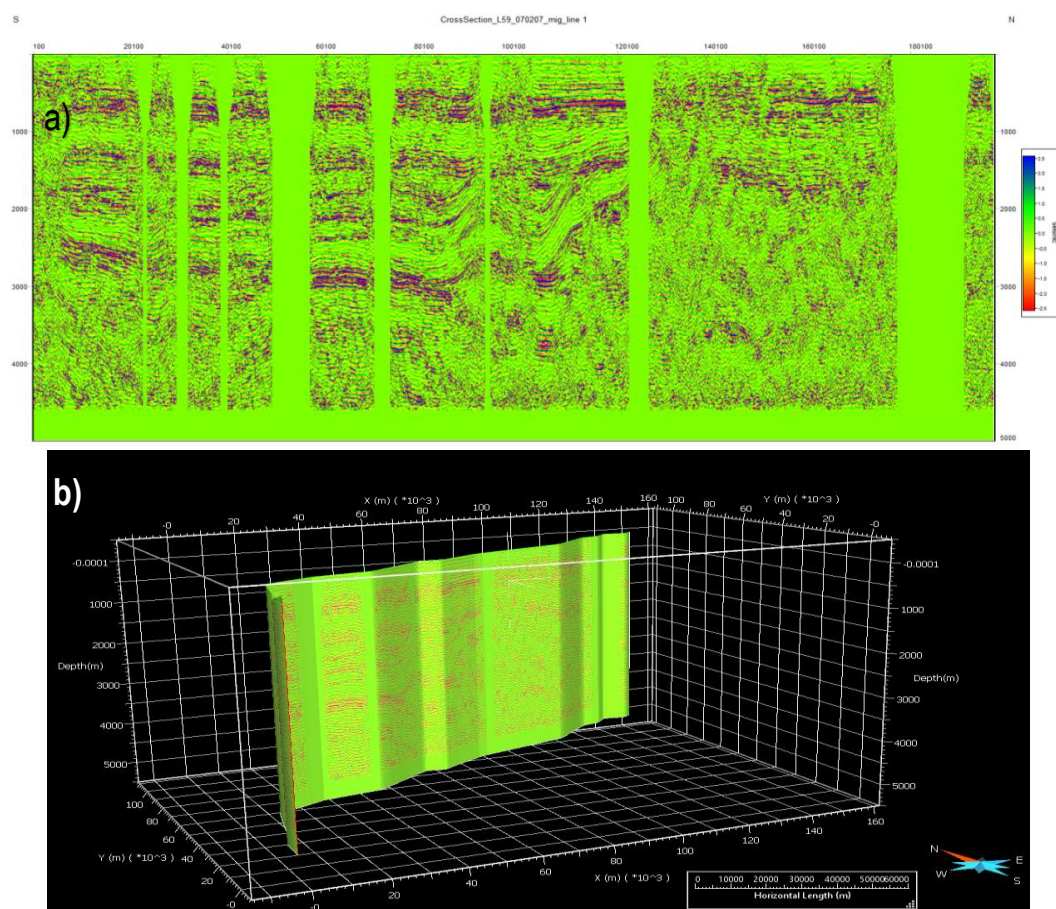 S CrossSection_L59_070207_mig_line 1 N
100 20100 40100 60100 80100 100100 120100 140100 160100 180100
a)
1000 1000
2000 2000
3000 3000
4000 4000
5000
b)
X (m) ( *10^3 ) Y (m) ( *10^3 )
-0 20 40 60 80 100 120 140 160 100 80 60 40 20 -0
-0.0001 -0.0001
1000 1000
2000 2000
Depth(m) 3000 3000 Depth(m)
4000 4000
5000 5000
100 80 60 40 20 -0
Y (m) ( *10^3 )
-0 20 40 60 80 100 120 140 160
X (m) ( *10^3 )
N E W S
0 10000 20000 30000 40000 50000 60000
Horizontal Length (m)